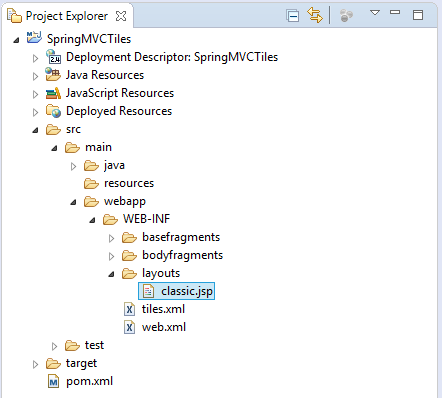 Project Explorer
SpringMVCTiles
Deployment Descriptor: SpringMVCTiles
Java Resources
JavaScript Resources
Deployed Resources
src
main
java
resources
webapp
WEB-INF
basefragments
bodyfragments
layouts
classic.jsp
tiles.xml
web.xml
test
target
pom.xml